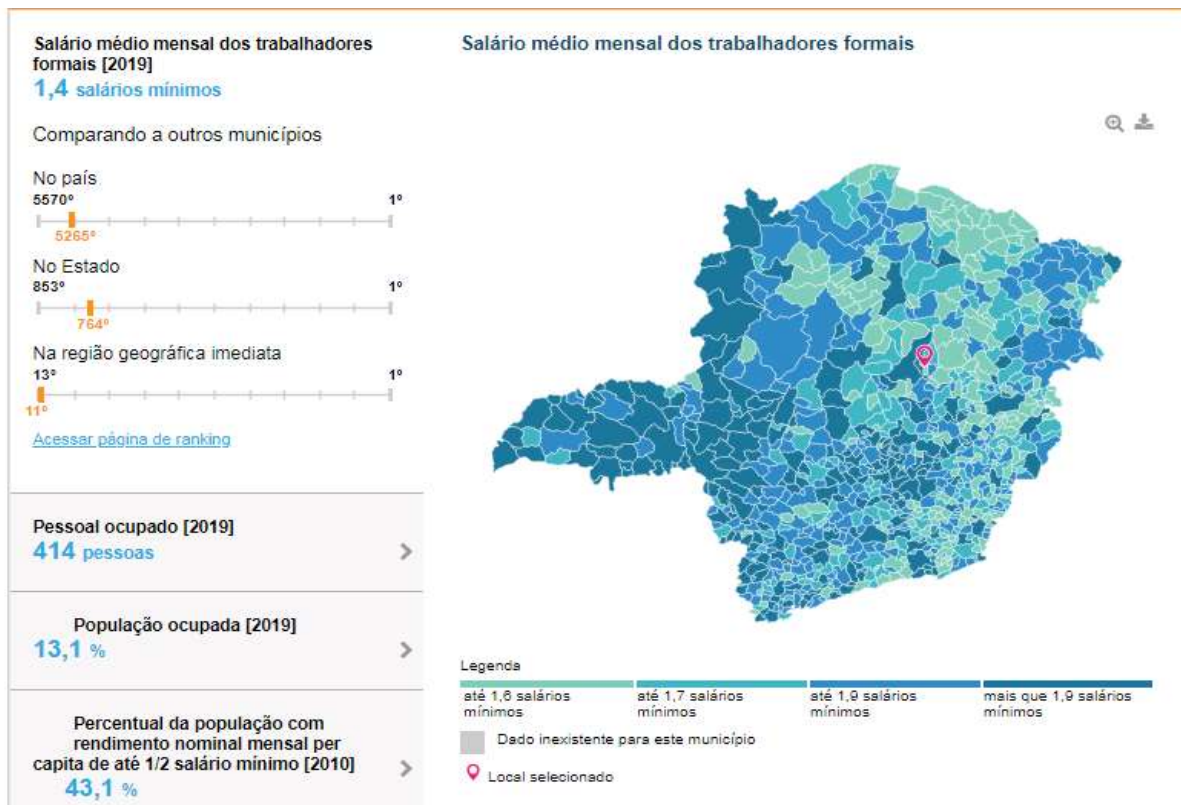 Salário médio mensal dos trabalhadores
formais [2019]
1,4 salários mínimos
Comparando a outros municípios
No país
5570º
1º
5265º
No Estado
853º
1º
764º
Na região geográfica imediata
13º
1º
11º
Acessar página de ranking
Pessoal ocupado [2019]
414 pessoas
População ocupada [2019]
13,1 %
Percentual da população com
rendimento nominal mensal per
capita de até 1/2 salário mínimo [2010]
43,1 %
Salário médio mensal dos trabalhadores formais
Legenda
até 1,6 salários
mínimos
até 1,7 salários
mínimos
até 1,9 salários
mínimos
mais que 1,9 salários
mínimos
Dado inexistente para este município
Local selecionado